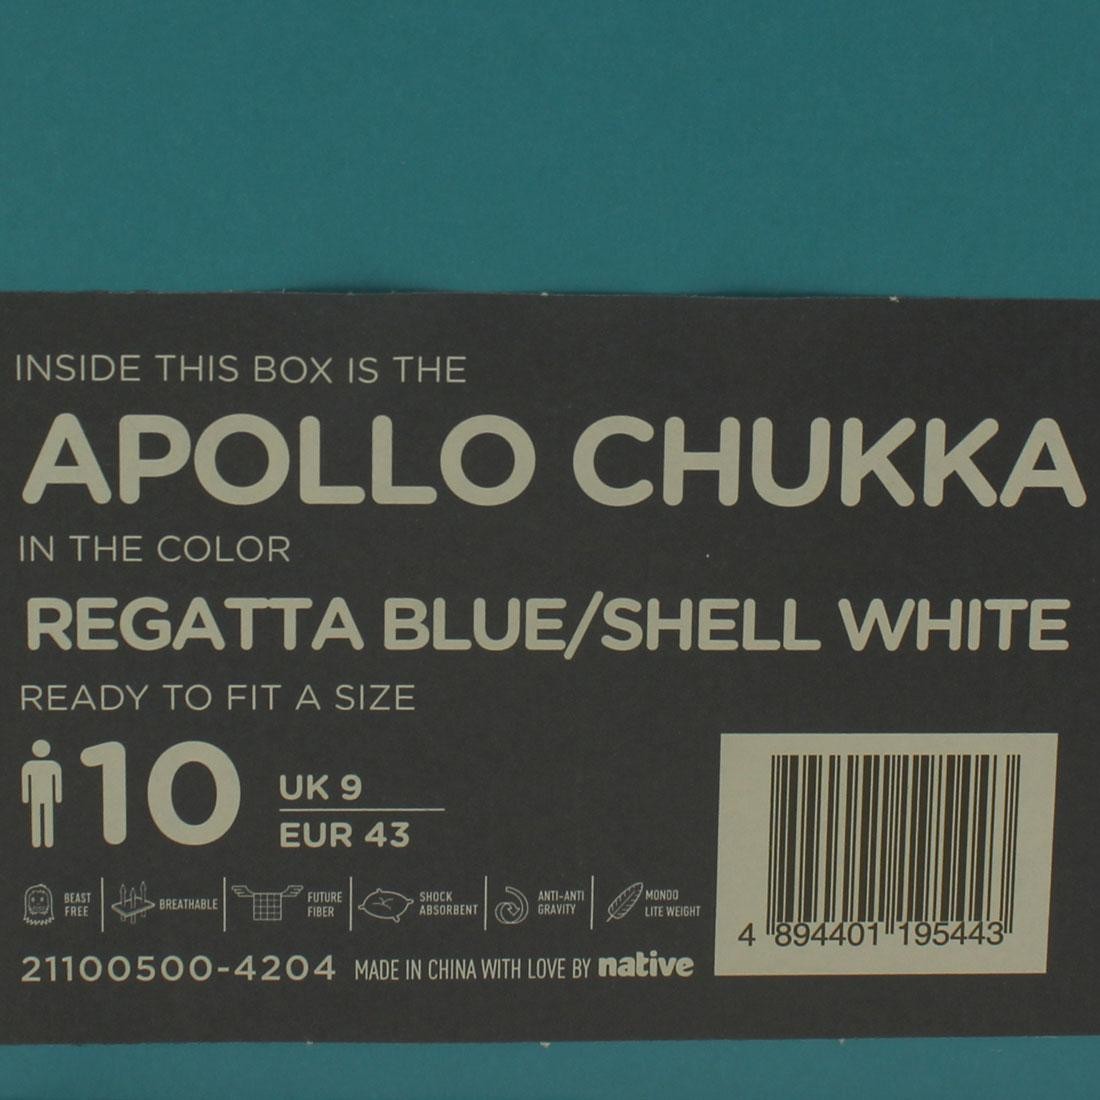 INSIDE THIS BOX IS THE
APOLLO CHUKKA
IN THE COLOR
REGATTA BLUE/SHELL WHITE
READY TO FIT A SIZE
10
UK 9
EUR 43
BEAST
FREE
BREATHABLE
FUTURE
FIBER
SHOCK
ABSORBENT
ANTI-ANTI
GRAVITY
MONDO
LITE WEIGHT
21100500-4204 MADE IN CHINA WITH LOVE BY native
4 894401 195443